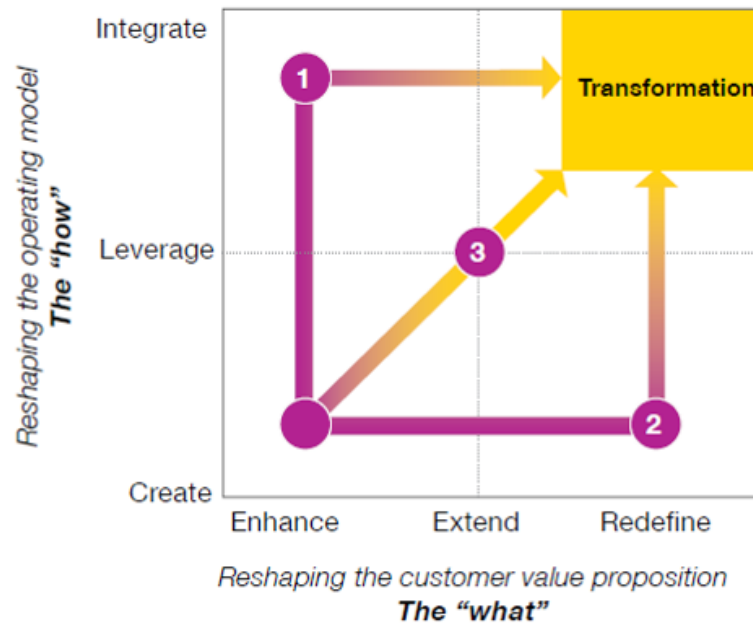 Integrate
Reshaping the operating model
The “how”
1
Transformation
Leverage
3
2
Create
Enhance
Extend
Redefine
Reshaping the customer value proposition
The “what”